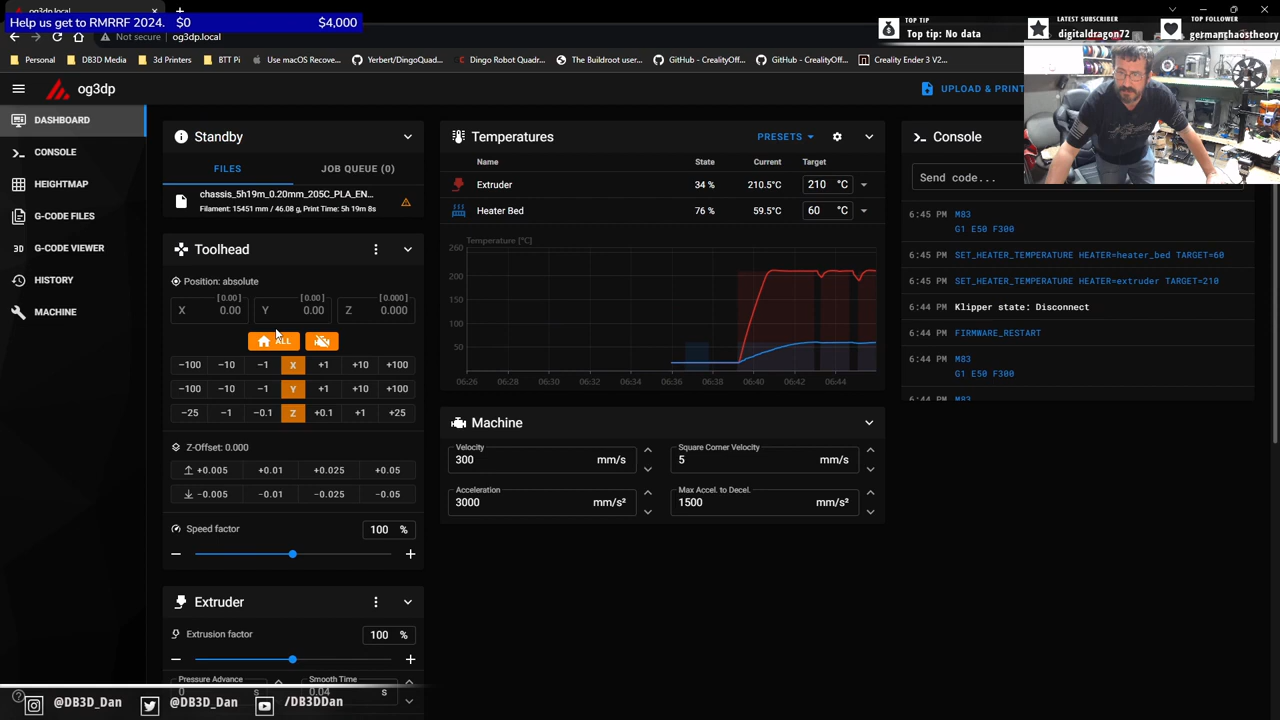 og3dp.local
Help us get to RMRRF 2024. $0 $4,000
TOP TIP
Top tip: No data
LATEST SUBSCRIBER
digitaldragon72
TOP FOLLOWER
germanchaostheory
Not secure og3dp.local
Personal DB3D Media 3d Printers BTT Pi Use macOS Recove... Yerbert/DingoQuad... Dingo Robot Quadr... The Buildroot user... GitHub - CrealityOff... GitHub - CrealityOff... Creality Ender 3 V2...
og3dp
UPLOAD & PRINT
DASHBOARD
CONSOLE
HEIGHTMAP
G-CODE FILES
3D G-CODE VIEWER
HISTORY
MACHINE
Standby
FILES JOB QUEUE (0)
chassis_5h19m_0.20mm_205C_PLA_EN...
Filament: 15451 mm / 46.08 g, Print Time: 5h 19m 8s
Toolhead
Position: absolute
[0.00] [0.00] [0.000]
X 0.00 Y 0.00 Z 0.000
ALL
−100 −10 −1 X +1 +10 +100
−100 −10 −1 Y +1 +10 +100
−25 −1 −0.1 Z +0.1 +1 +25
Z-Offset: 0.000
+0.005 +0.01 +0.025 +0.05
-0.005 -0.01 -0.025 -0.05
Speed factor 100 %
− +
Extruder
Extrusion factor 100 %
− +
Pressure Advance Smooth Time
0 s 0.04 s
Temperatures PRESETS
Name State Current Target
Extruder 34 % 210.5°C 210 °C
Heater Bed 76 % 59.5°C 60 °C
Temperature [°C]
260
200
150
100
50
06:26 06:28 06:30 06:32 06:34 06:36 06:38 06:40 06:42 06:44
Machine
Velocity Square Corner Velocity
300 mm/s 5 mm/s
Acceleration Max Accel. to Decel.
3000 mm/s² 1500 mm/s²
Console
Send code...
6:45 PM M83
G1 E50 F300
6:45 PM SET_HEATER_TEMPERATURE HEATER=heater_bed TARGET=60
6:45 PM SET_HEATER_TEMPERATURE HEATER=extruder TARGET=210
6:44 PM Klipper state: Disconnect
6:44 PM FIRMWARE_RESTART
6:44 PM M83
G1 E50 F300
6:44 PM M83
@DB3D_Dan @DB3D_Dan /DB3DDan